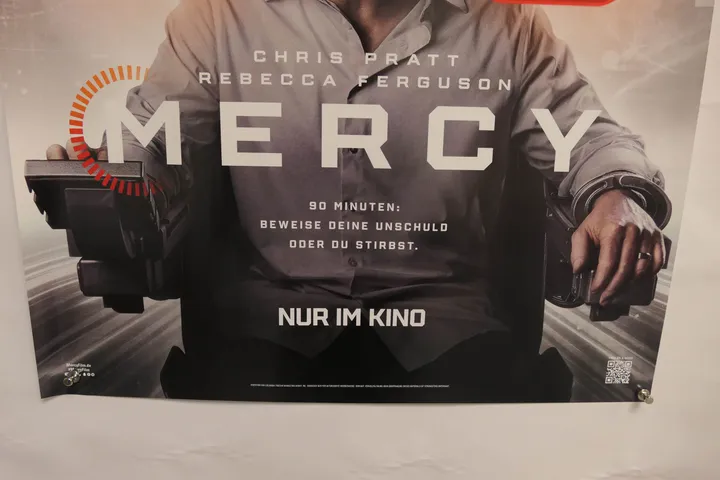 CHRIS PRATT
REBECCA FERGUSON
MERCY
90 MINUTEN:
BEWEISE DEINE UNSCHULD
ODER DU STIRBST.
NUR IM KINO